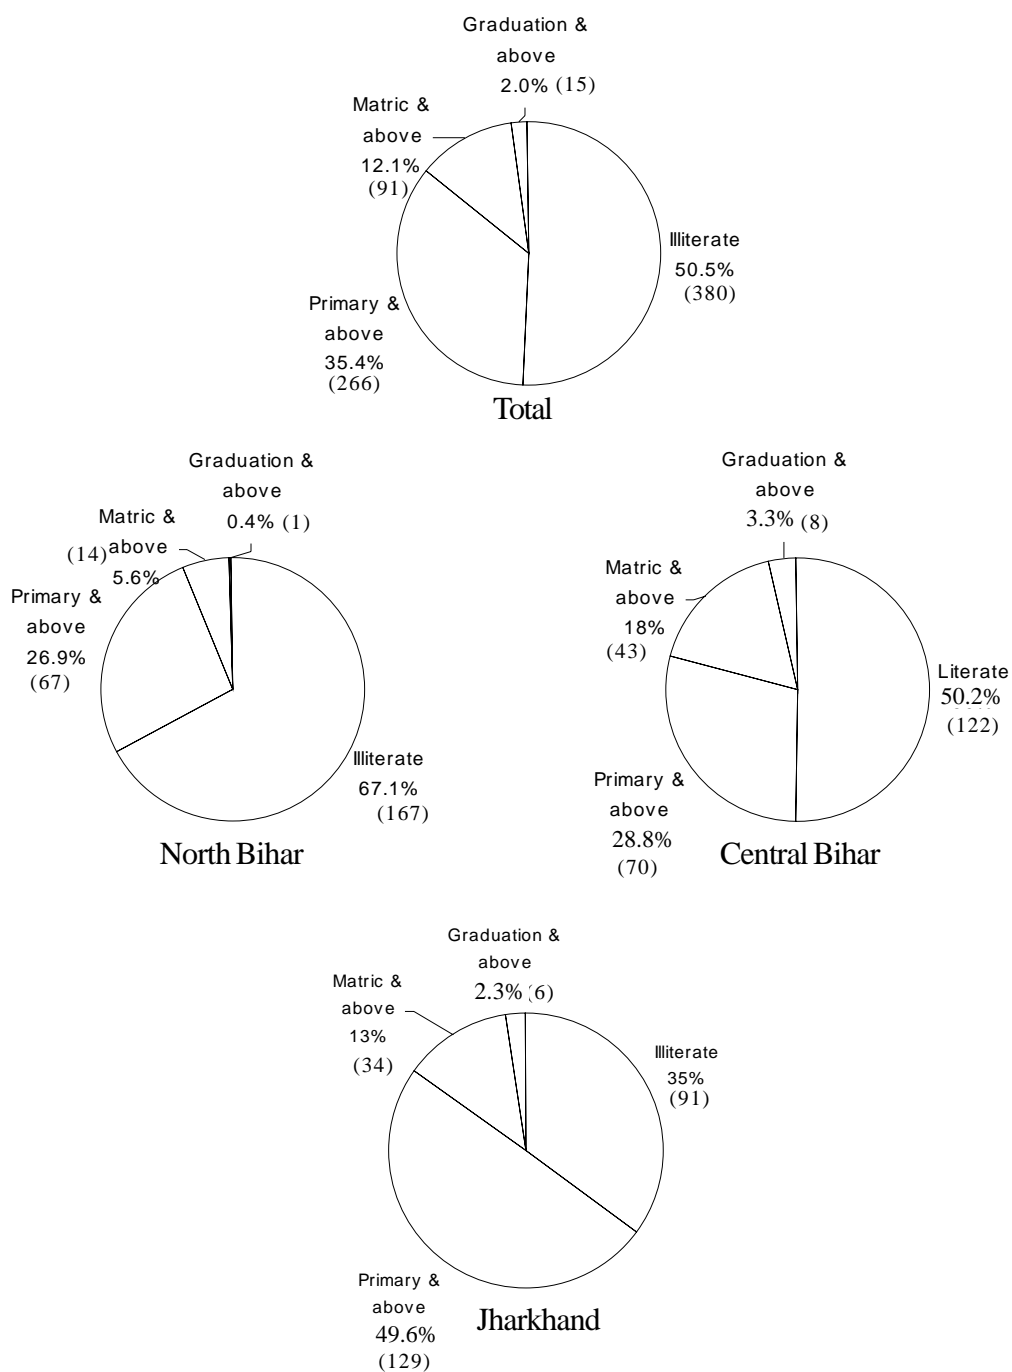 Graduation &
above
2.0% (15)
Matric &
above
12.1%
(91)
Illiterate
50.5%
(380)
Primary &
above
35.4%
(266)
Total
Graduation &
above
0.4% (1)
Matric &
(14) above
5.6%
Primary &
above
26.9%
(67)
Illiterate
67.1%
(167)
North Bihar
Graduation &
above
3.3% (8)
Matric &
above
18%
(43)
Literate
50.2%
(122)
Primary &
above
28.8%
(70)
Central Bihar
Graduation &
above
2.3% (6)
Matric &
above
13%
(34)
Illiterate
35%
(91)
Primary &
above
49.6%
(129)
Jharkhand